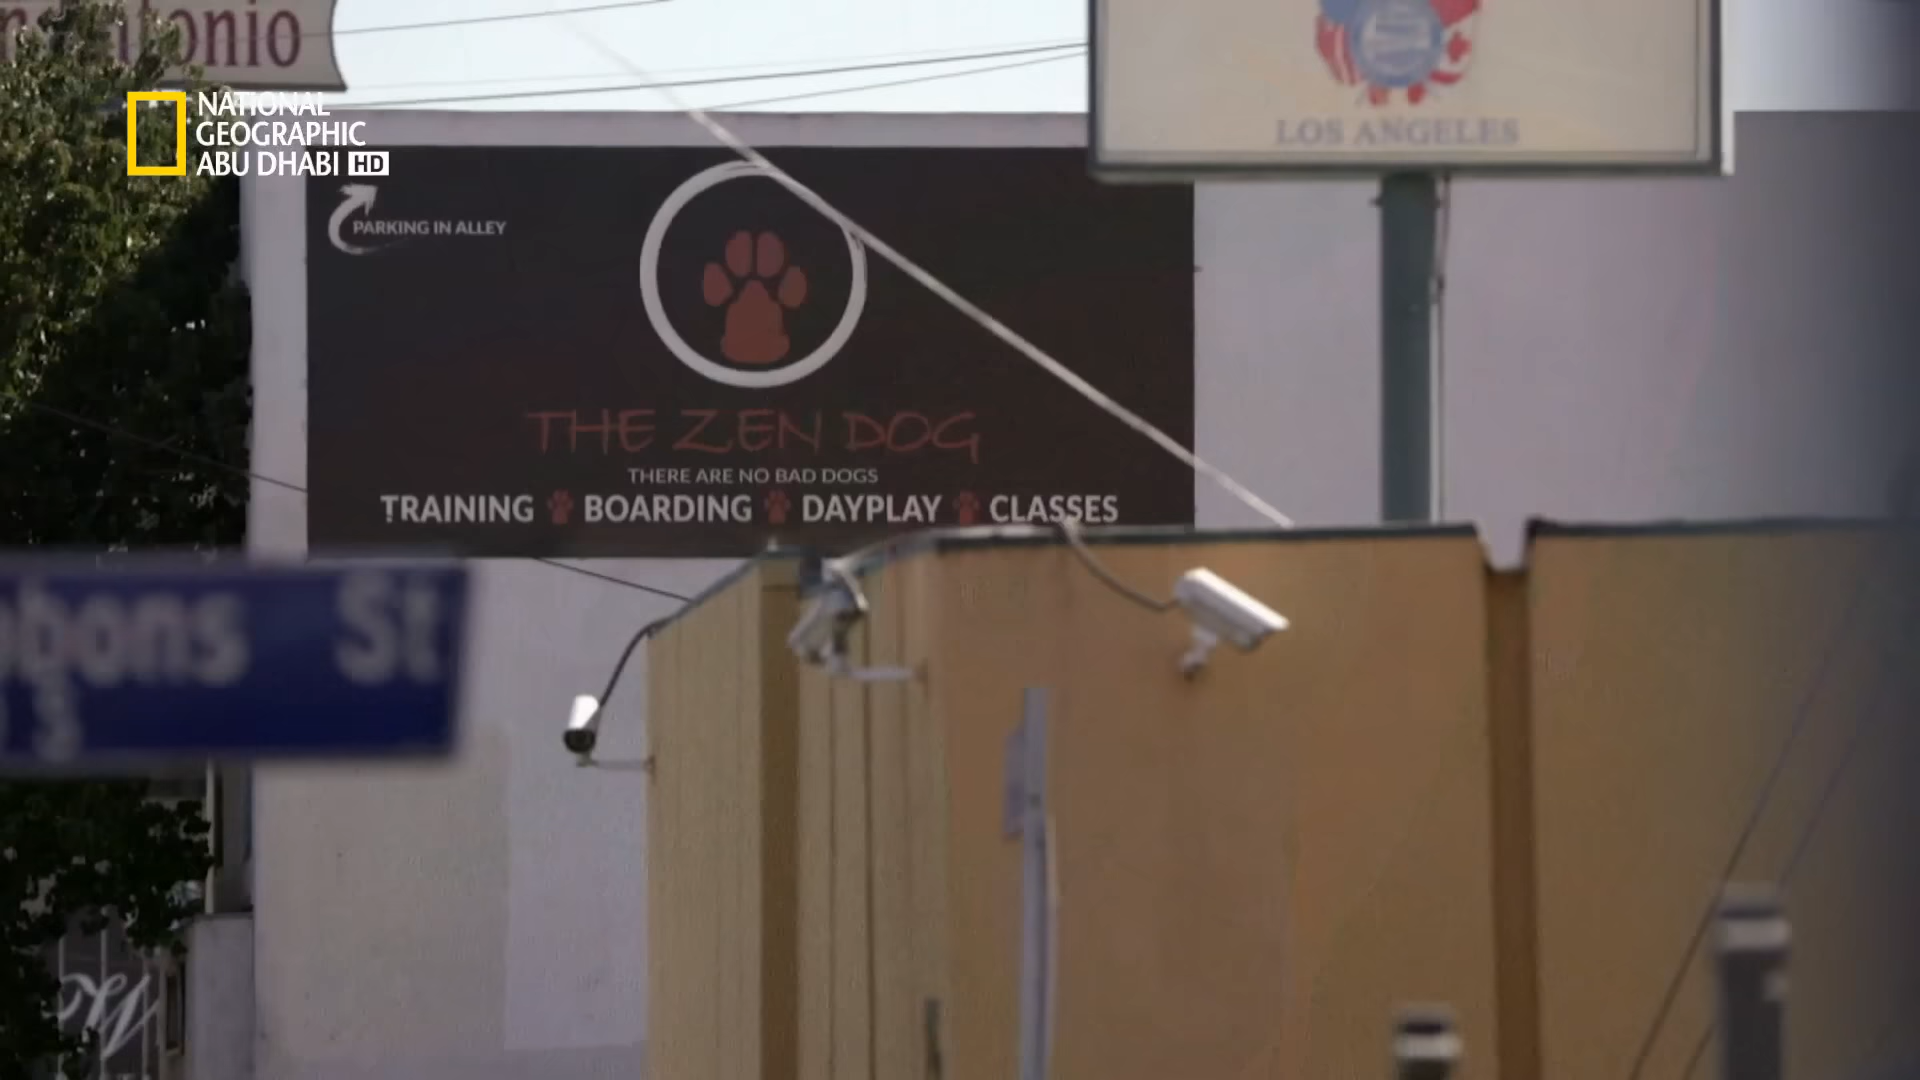 NATIONAL
GEOGRAPHIC
ABU DHABI HD
LOS ANGELES
PARKING IN ALLEY
THE ZEN DOG
THERE ARE NO BAD DOGS
TRAINING BOARDING DAYPLAY CLASSES
St
S